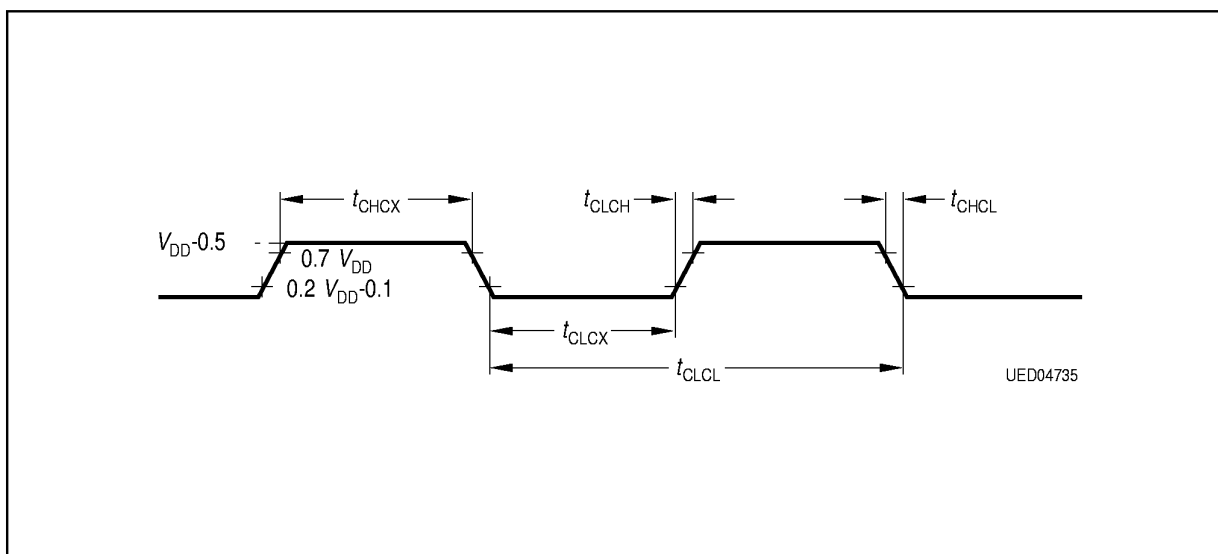 tCHCX
tCLCH
tCHCL
VDD-0.5
0.7 VDD
0.2 VDD-0.1
tCLCX
tCLCL
UED04735